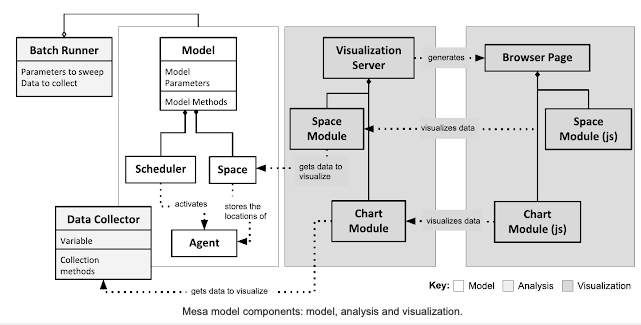 Batch Runner
Parameters to sweep
Data to collect
Model
Model
Parameters
Model Methods
Scheduler
Space
activates
stores the
locations of
Agent
Data Collector
Variable
Collection
methods
gets data to visualize
Visualization
Server
Space
Module
gets data to
visualize
Chart
Module
generates
visualizes data
visualizes data
Browser Page
Space
Module (js)
Chart
Module (js)
Key: Model Analysis Visualization
Mesa model components: model, analysis and visualization.